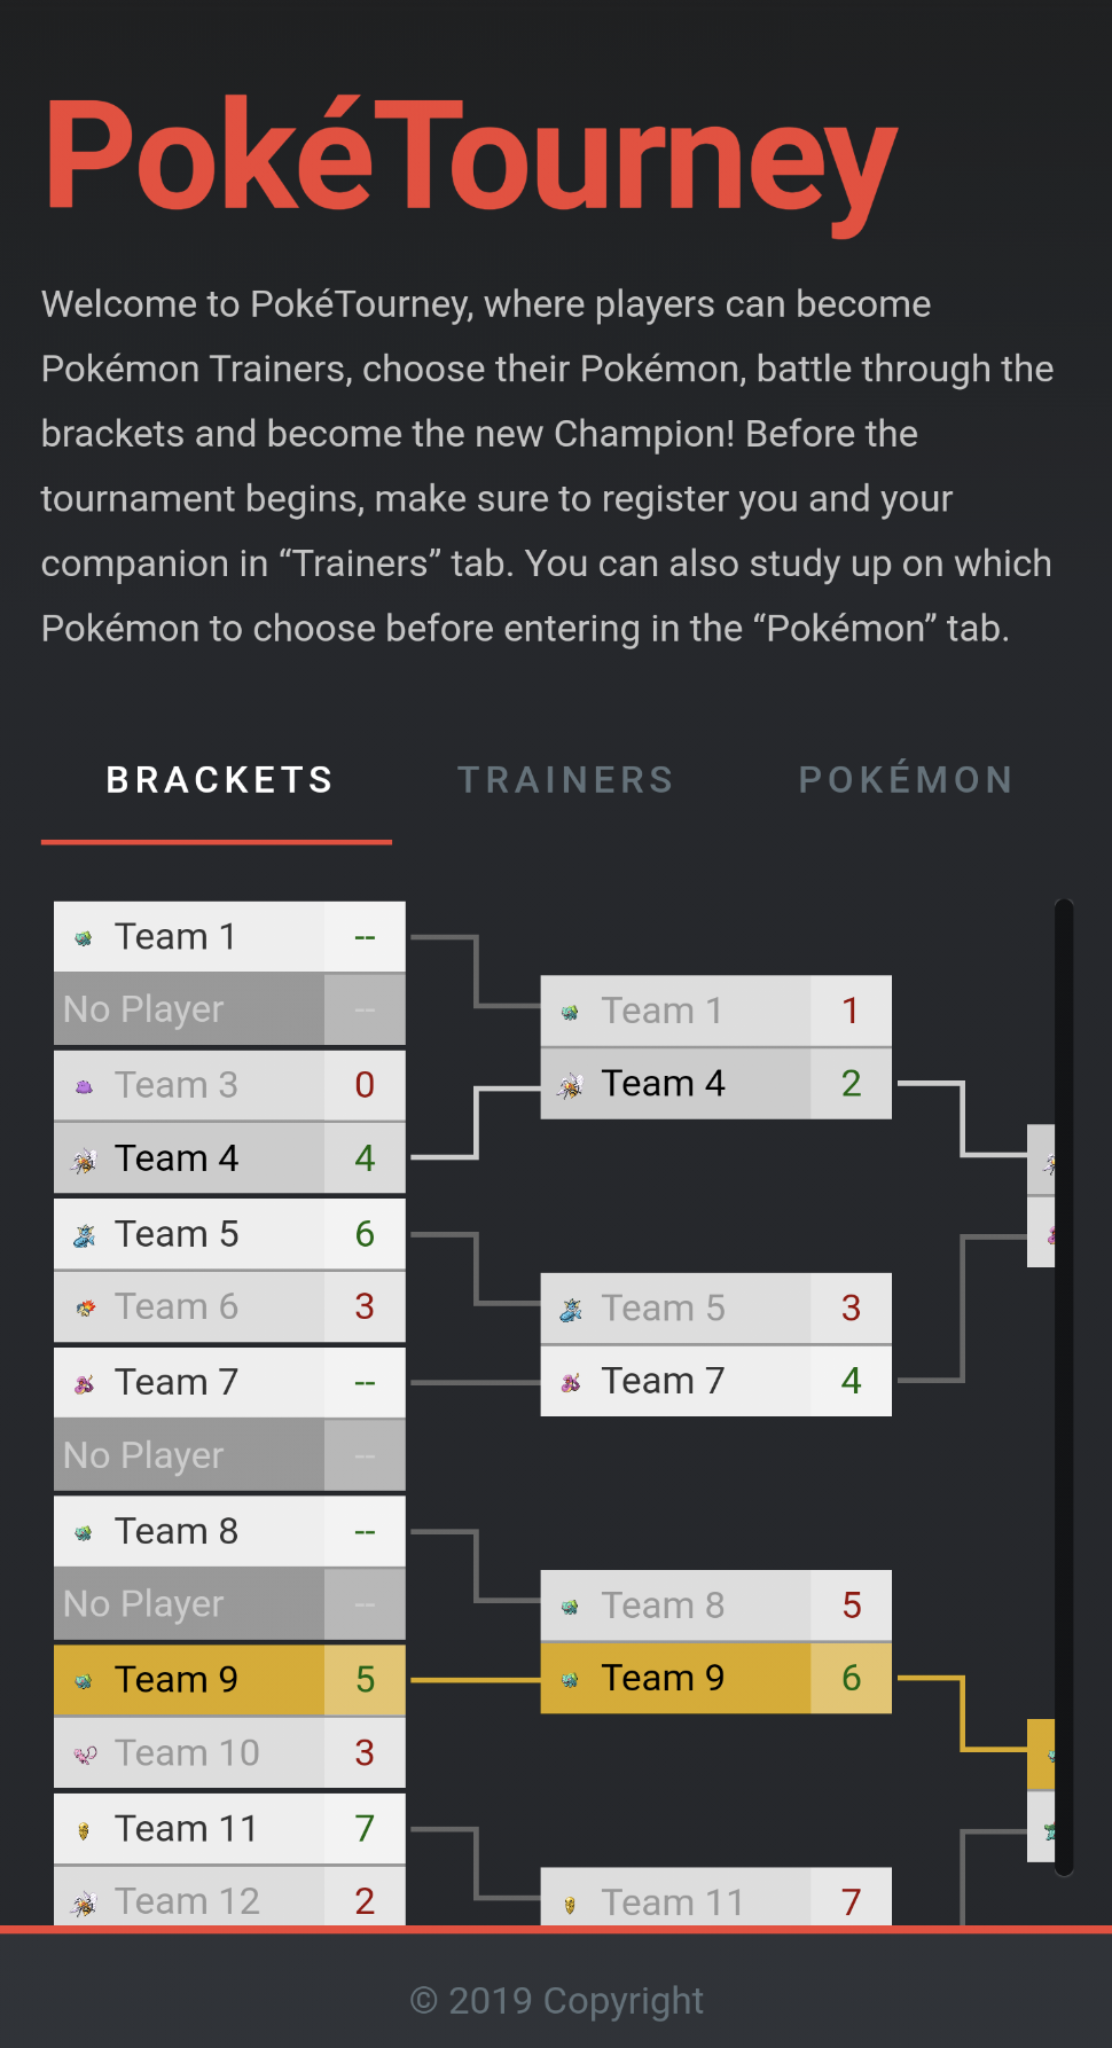 PokéTourney
Welcome to PokéTourney, where players can become
Pokémon Trainers, choose their Pokémon, battle through the
brackets and become the new Champion! Before the
tournament begins, make sure to register you and your
companion in “Trainers” tab. You can also study up on which
Pokémon to choose before entering in the “Pokémon” tab.
BRACKETS TRAINERS POKÉMON
Team 1 --
No Player --
Team 3 0
Team 4 4
Team 5 6
Team 6 3
Team 7 --
No Player --
Team 8 --
No Player --
Team 9 5
Team 10 3
Team 11 7
Team 12 2
Team 1 1
Team 4 2
Team 5 3
Team 7 4
Team 8 5
Team 9 6
Team 11 7
© 2019 Copyright